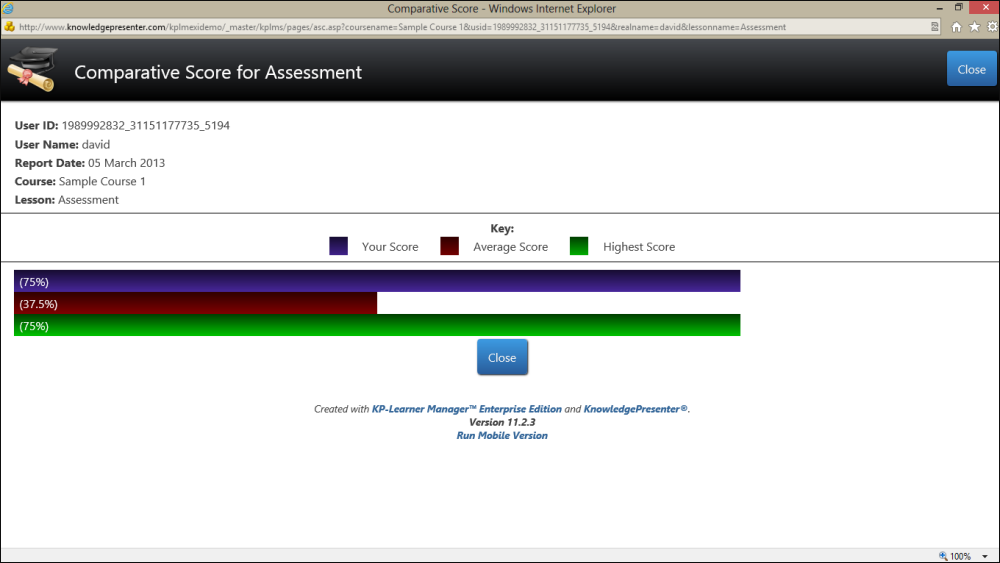 Comparative Score - Windows Internet Explorer
http://www.knowledgepresenter.com/kplmexidemo/_master/kplms/pages/asc.asp?coursename=Sample Course 1&usid=1989992832_31151177735_5194&realname=david&lessonname=Assessment
Comparative Score for Assessment
Close
User ID: 1989992832_31151177735_5194
User Name: david
Report Date: 05 March 2013
Course: Sample Course 1
Lesson: Assessment
Key:
Your Score Average Score Highest Score
(75%)
(37.5%)
(75%)
Close
Created with KP-Learner Manager™ Enterprise Edition and KnowledgePresenter®.
Version 11.2.3
Run Mobile Version
100%